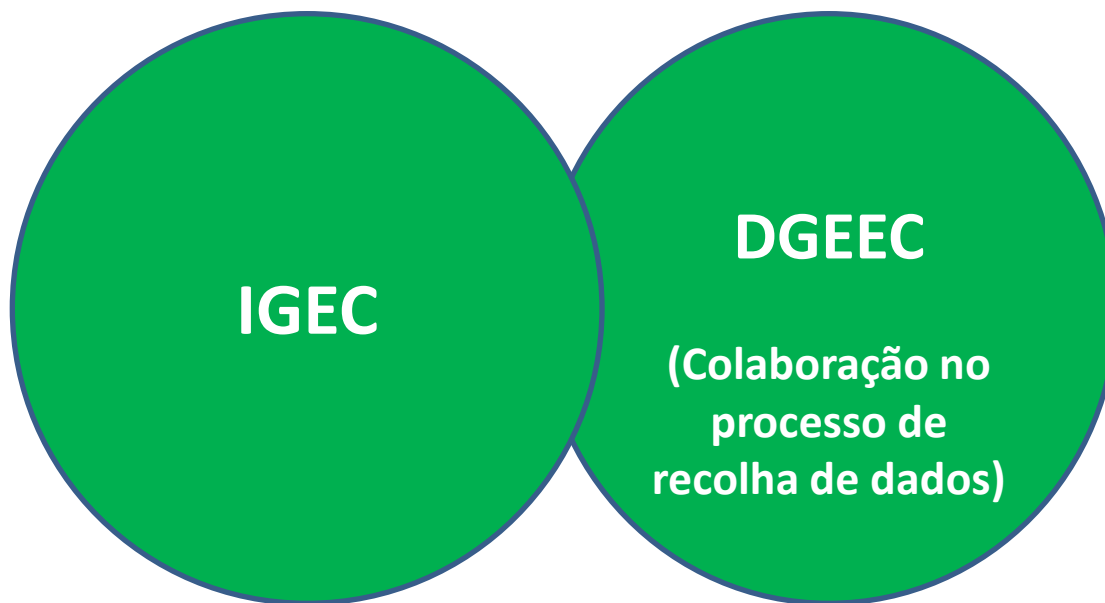 IGEC
DGEEC
(Colaboração no
processo de
recolha de dados)